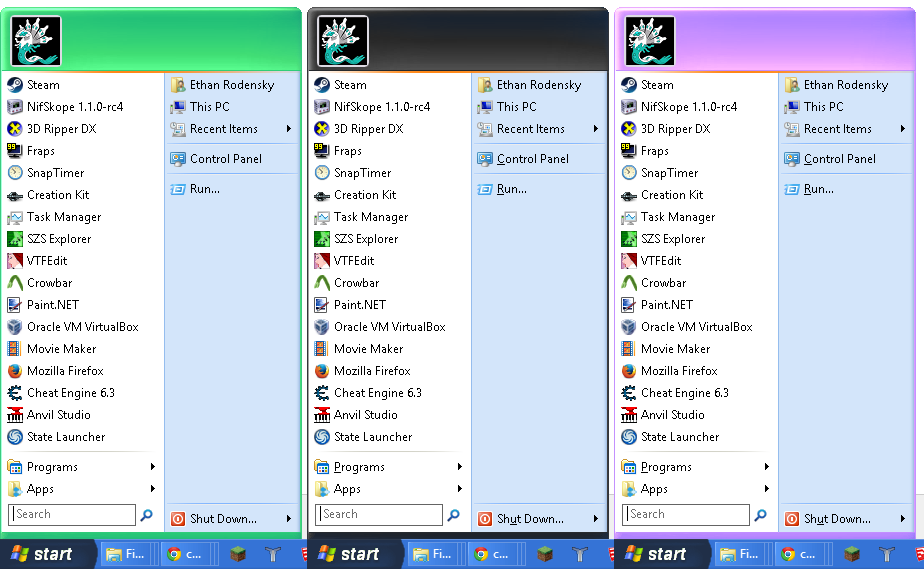 Steam
NifSkope 1.1.0-rc4
3D Ripper DX
99
Fraps
SnapTimer
Creation Kit
Task Manager
SZS Explorer
VTFEdit
Crowbar
Paint.NET
Oracle VM VirtualBox
Movie Maker
Mozilla Firefox
Cheat Engine 6.3
Anvil Studio
State Launcher
Programs
Apps
Search
Ethan Rodensky
This PC
Recent Items
Control Panel
Run...
Shut Down...
start
Fi...
c...
Steam
NifSkope 1.1.0-rc4
3D Ripper DX
99
Fraps
SnapTimer
Creation Kit
Task Manager
SZS Explorer
VTFEdit
Crowbar
Paint.NET
Oracle VM VirtualBox
Movie Maker
Mozilla Firefox
Cheat Engine 6.3
Anvil Studio
State Launcher
Programs
Apps
Search
Ethan Rodensky
This PC
Recent Items
Control Panel
Run...
Shut Down...
start
Fi...
c...
Steam
NifSkope 1.1.0-rc4
3D Ripper DX
99
Fraps
SnapTimer
Creation Kit
Task Manager
SZS Explorer
VTFEdit
Crowbar
Paint.NET
Oracle VM VirtualBox
Movie Maker
Mozilla Firefox
Cheat Engine 6.3
Anvil Studio
State Launcher
Programs
Apps
Search
Ethan Rodensky
This PC
Recent Items
Control Panel
Run...
Shut Down...
start
Fi...
c...